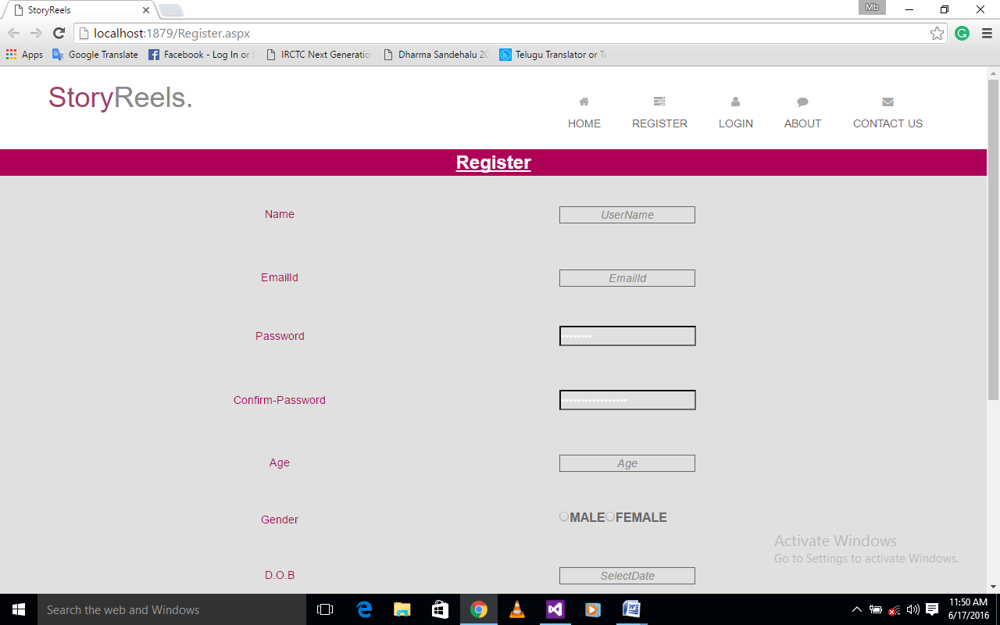 StoryReels
Mb
localhost:1879/Register.aspx
Apps Google Translate Facebook - Log In or IRCTC Next Generatio Dharma Sandehalu 20 Telugu Translator or Te
StoryReels.
HOME REGISTER LOGIN ABOUT CONTACT US
Register
Name UserName
EmailId EmailId
Password ••••••••
Confirm-Password •••••••••••••••••
Age Age
Gender MALE FEMALE
Activate Windows
Go to Settings to activate Windows.
D.O.B SelectDate
Search the web and Windows
11:50 AM
6/17/2016